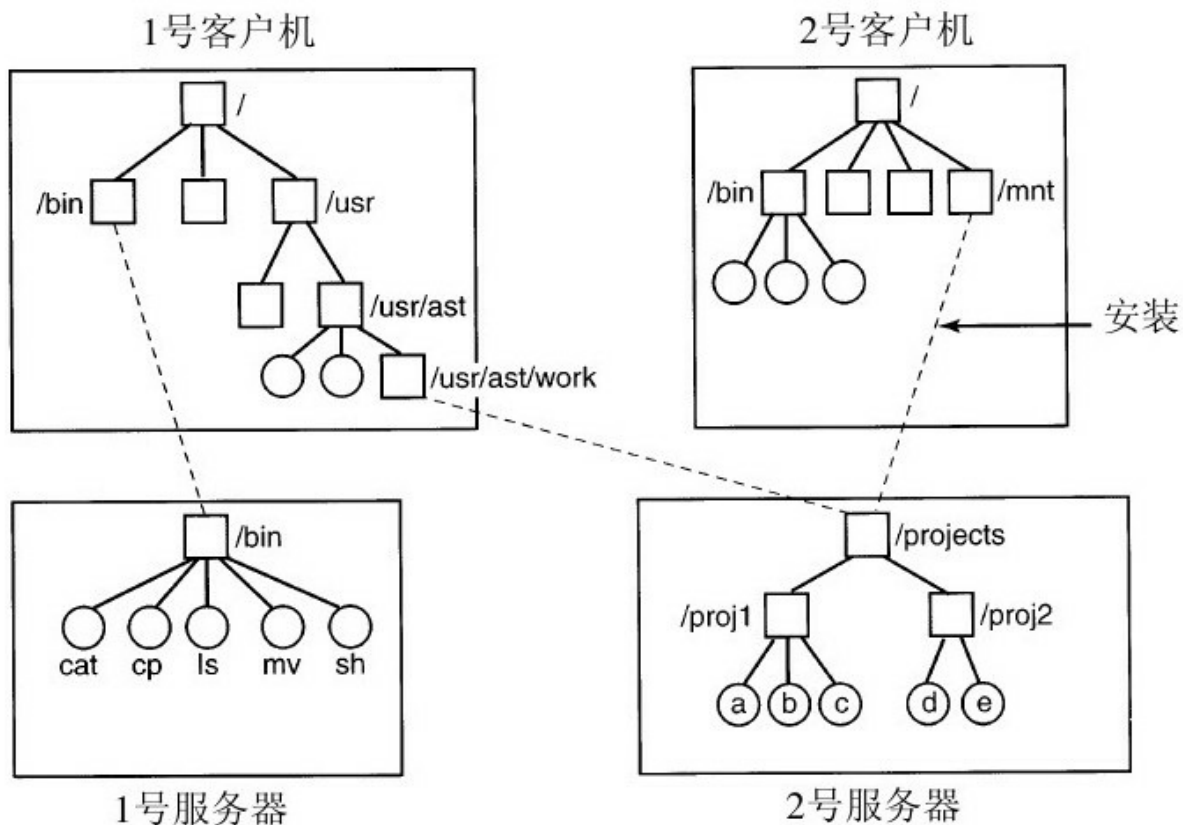 1号客户机
2号客户机
/
/
/bin
/usr
/bin
/mnt
/usr/ast
安装
/usr/ast/work
/bin
/projects
/proj1
/proj2
cat
cp
ls
mv
sh
a
b
c
d
e
1号服务器
2号服务器